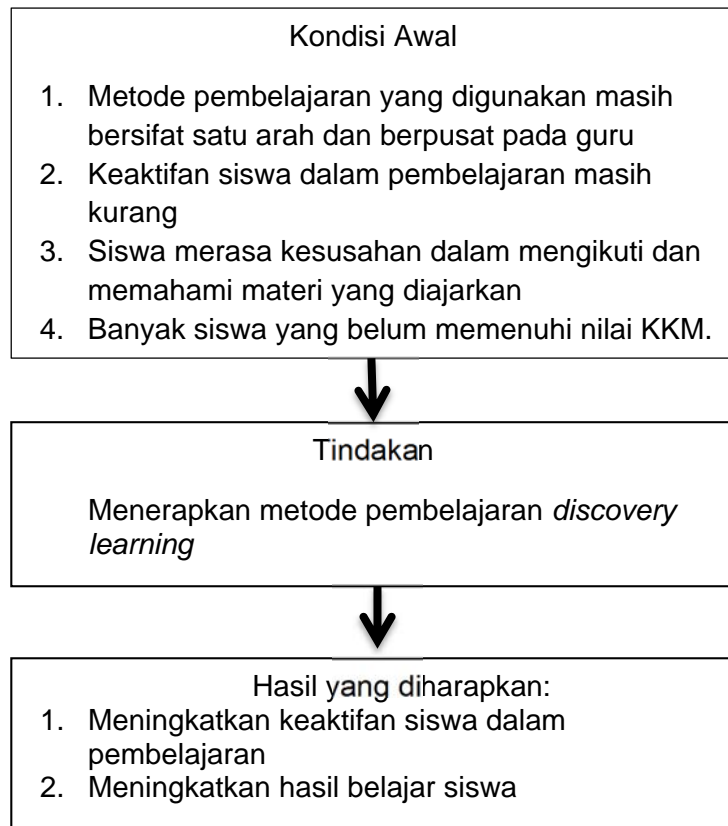 Kondisi Awal
1. Metode pembelajaran yang digunakan masih
bersifat satu arah dan berpusat pada guru
2. Keaktifan siswa dalam pembelajaran masih
kurang
3. Siswa merasa kesusahan dalam mengikuti dan
memahami materi yang diajarkan
4. Banyak siswa yang belum memenuhi nilai KKM.
Tindakan
Menerapkan metode pembelajaran discovery
learning
Hasil yang diharapkan:
1. Meningkatkan keaktifan siswa dalam
pembelajaran
2. Meningkatkan hasil belajar siswa